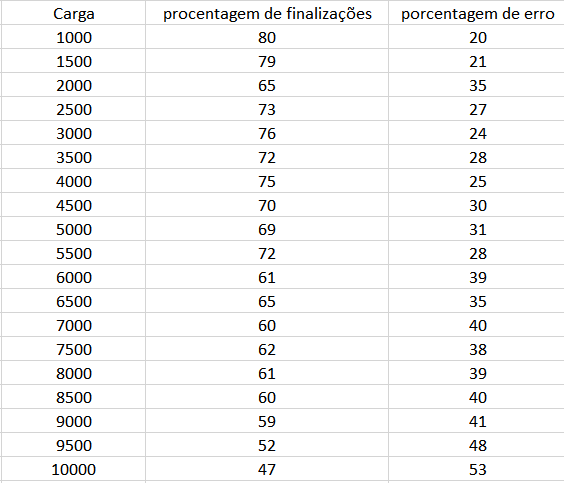 Carga procentagem de finalizações porcentagem de erro
1000 80 20
1500 79 21
2000 65 35
2500 73 27
3000 76 24
3500 72 28
4000 75 25
4500 70 30
5000 69 31
5500 72 28
6000 61 39
6500 65 35
7000 60 40
7500 62 38
8000 61 39
8500 60 40
9000 59 41
9500 52 48
10000 47 53